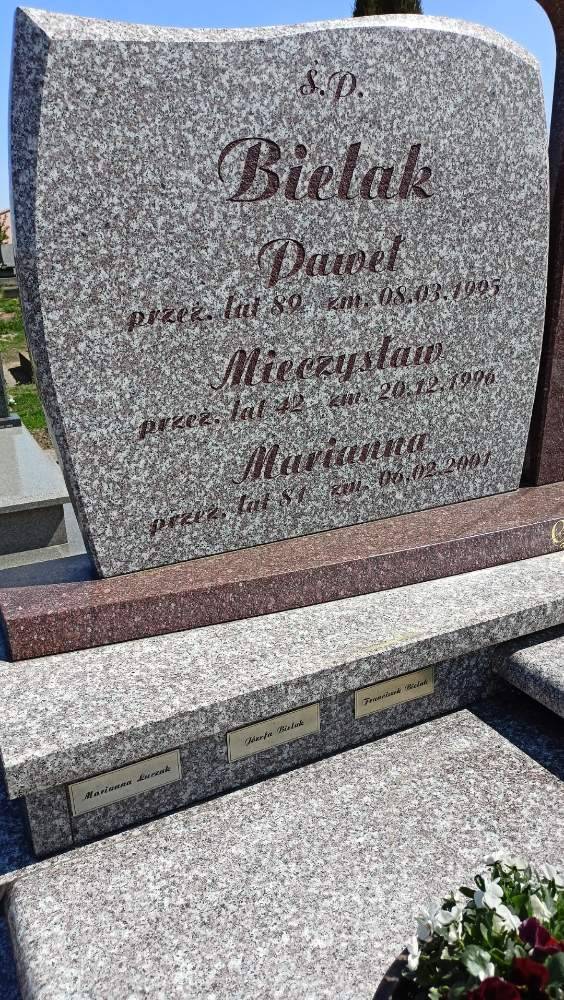 Ś.P.
Bielak
Paweł
przeż. lat 89 zm. 08.03.1995
Mieczysław
przeż. lat 42 zm. 20.12.1996
Marianna
przeż. lat 81 zm. 06.02.2001
Marianna Łuczak
Józefa Bielak
Franciszek Bielak